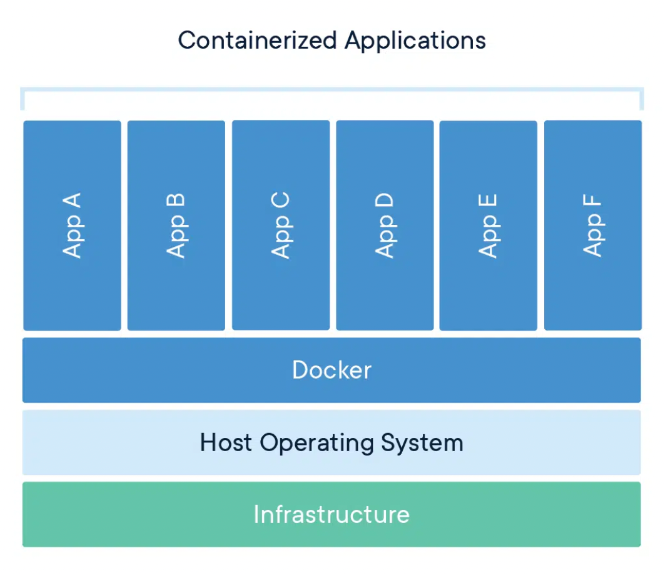 Containerized Applications
App A
App B
App C
App D
App E
App F
Docker
Host Operating System
Infrastructure